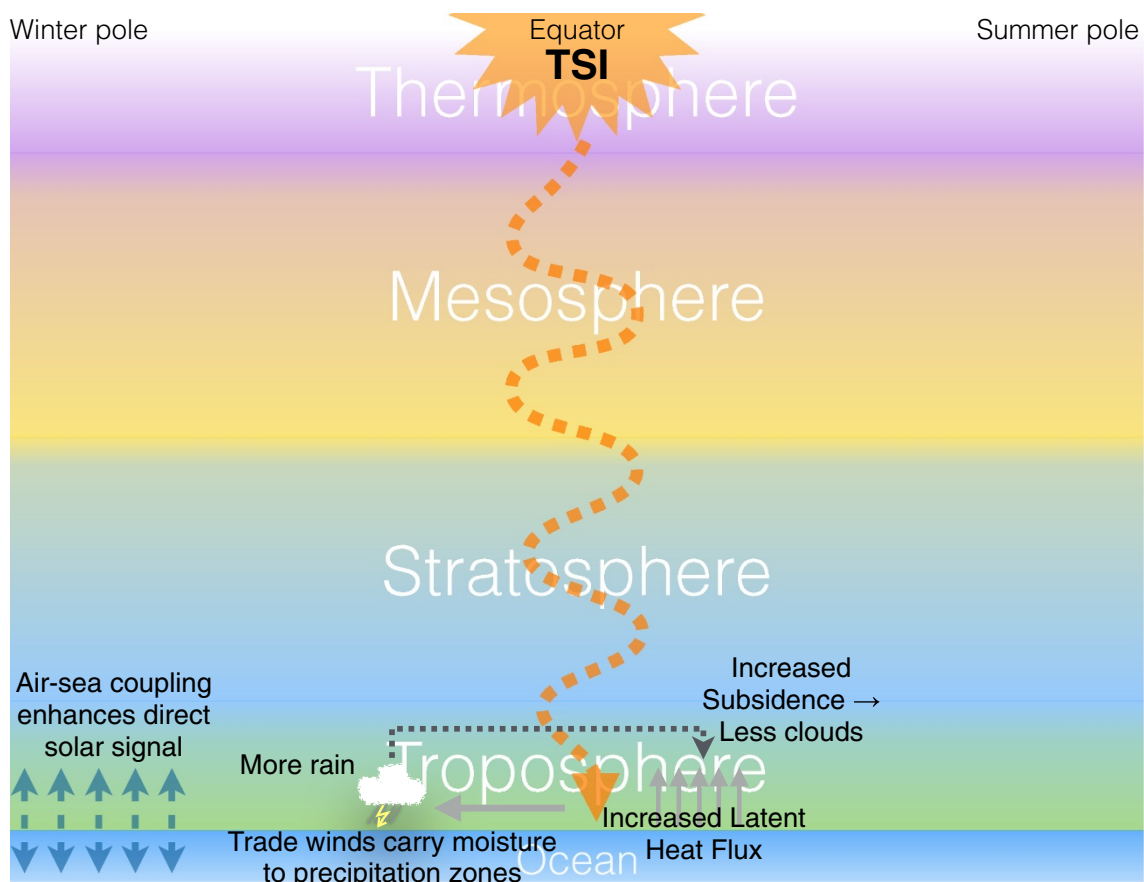 Winter pole
Equator
Summer pole
TSI
Thermosphere
Mesosphere
Stratosphere
Air-sea coupling
enhances direct
solar signal
Increased
Subsidence →
Less clouds
More rain
Troposphere
Increased Latent
Heat Flux
Trade winds carry moisture
to precipitation zones
Ocean